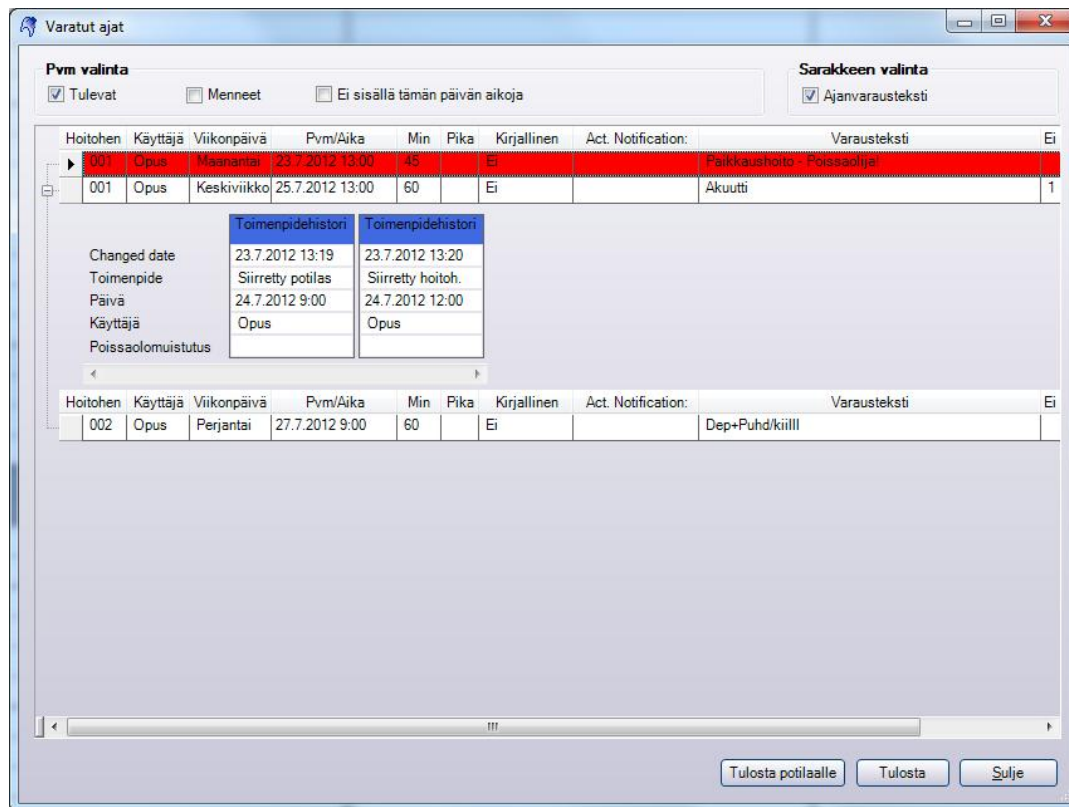 Varatut ajat
Pvm valinta
Sarakkeen valinta
Tulevat Menneet Ei sisällä tämän päivän aikoja
Ajanvarausteksti
Hoitohen Käyttäjä Viikonpäivä Pvm/Aika Min Pika Kirjallinen Act. Notification: Varausteksti Ei
001 Opus Maanantai 23.7.2012 13:00 45 Ei Paikkaushoito - Poissaolija!
001 Opus Keskiviikko 25.7.2012 13:00 60 Ei Akuutti 1
Toimenpidehistori Toimenpidehistori
Changed date 23.7.2012 13:19 23.7.2012 13:20
Toimenpide Siirretty potilas Siirretty hoitoh.
Päivä 24.7.2012 9:00 24.7.2012 12:00
Käyttäjä Opus Opus
Poissaolomuistutus
Hoitohen Käyttäjä Viikonpäivä Pvm/Aika Min Pika Kirjallinen Act. Notification: Varausteksti Ei
002 Opus Perjantai 27.7.2012 9:00 60 Ei Dep+Puhd/kiilll
Tulosta potilaalle Tulosta Sulje